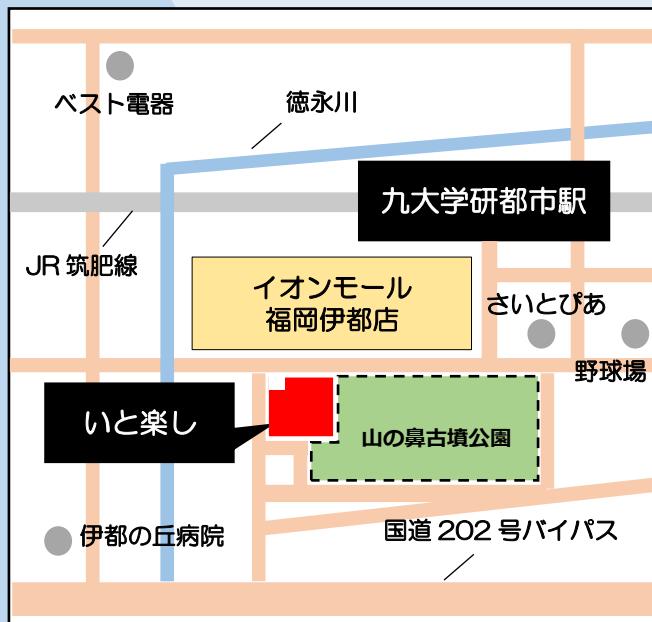 ベスト電器
徳永川
九大学研都市駅
JR 筑肥線
イオンモール
福岡伊都店
さいとぴあ
野球場
いと楽し
山の鼻古墳公園
伊都の丘病院
国道 202 号バイパス